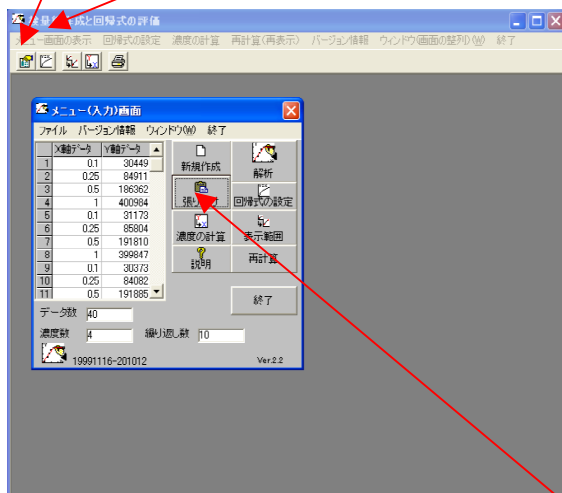 検量線作成と回帰式の評価
メニュー画面の表示 回帰式の設定 濃度の計算 再計算(再表示) バージョン情報 ウィンドウ(画面の整列)(W) 終了
メニュー(入力)画面
ファイル バージョン情報 ウィンドウ(W) 終了
X軸データ Y軸データ
1 0.1 30449
2 0.25 84911
3 0.5 186362
4 1 400984
5 0.1 31173
6 0.25 85804
7 0.5 191810
8 1 399847
9 0.1 30373
10 0.25 84082
11 0.5 191885
新規作成 解析
張り付け 回帰式の設定
濃度の計算 表示範囲
説明 再計算
終了
データ数 40
濃度数 4 繰り返し数 10
19991116-201012 Ver.2.2